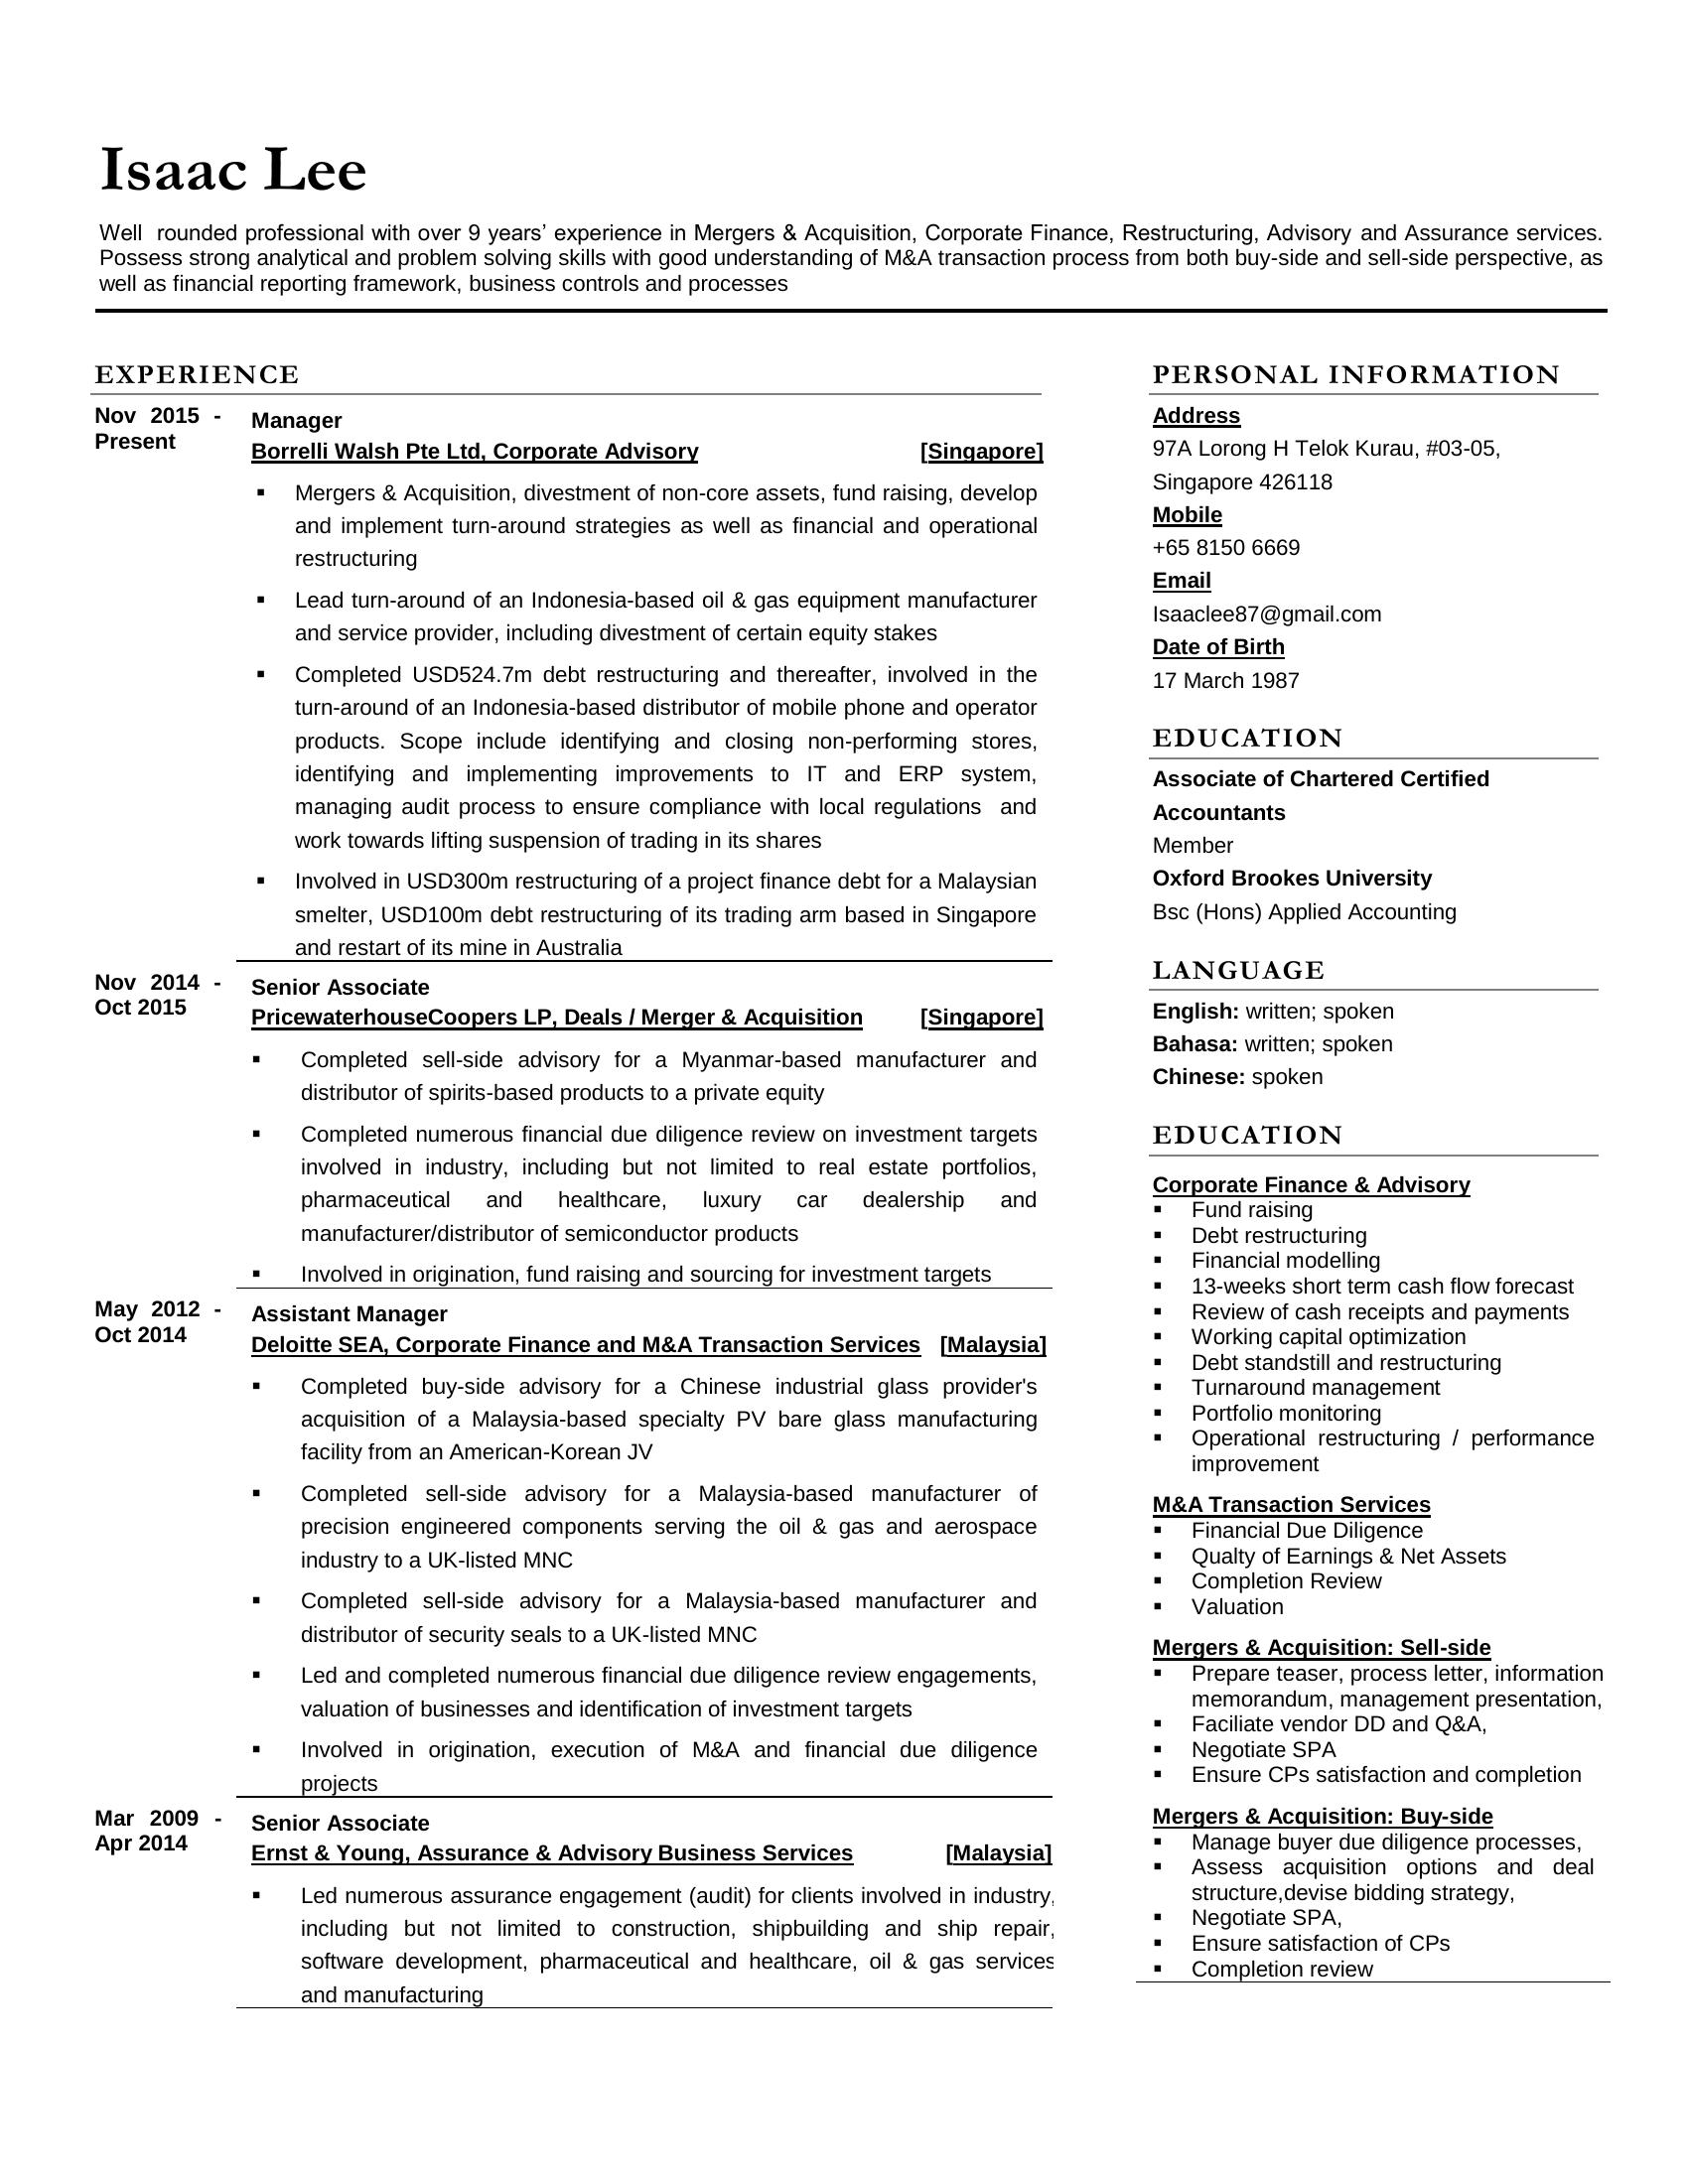 Isaac Lee
Well rounded professional with over 9 years’ experience in Mergers & Acquisition, Corporate Finance, Restructuring, Advisory and Assurance services.
Possess strong analytical and problem solving skills with good understanding of M&A transaction process from both buy-side and sell-side perspective, as
well as financial reporting framework, business controls and processes
EXPERIENCE
Nov 2015 -
Present
Manager
Borrelli Walsh Pte Ltd, Corporate Advisory [Singapore]
▪ Mergers & Acquisition, divestment of non-core assets, fund raising, develop
and implement turn-around strategies as well as financial and operational
restructuring
▪ Lead turn-around of an Indonesia-based oil & gas equipment manufacturer
and service provider, including divestment of certain equity stakes
▪ Completed USD524.7m debt restructuring and thereafter, involved in the
turn-around of an Indonesia-based distributor of mobile phone and operator
products. Scope include identifying and closing non-performing stores,
identifying and implementing improvements to IT and ERP system,
managing audit process to ensure compliance with local regulations and
work towards lifting suspension of trading in its shares
▪ Involved in USD300m restructuring of a project finance debt for a Malaysian
smelter, USD100m debt restructuring of its trading arm based in Singapore
and restart of its mine in Australia
Nov 2014 -
Oct 2015
Senior Associate
PricewaterhouseCoopers LP, Deals / Merger & Acquisition [Singapore]
▪ Completed sell-side advisory for a Myanmar-based manufacturer and
distributor of spirits-based products to a private equity
▪ Completed numerous financial due diligence review on investment targets
involved in industry, including but not limited to real estate portfolios,
pharmaceutical and healthcare, luxury car dealership and
manufacturer/distributor of semiconductor products
▪ Involved in origination, fund raising and sourcing for investment targets
May 2012 -
Oct 2014
Assistant Manager
Deloitte SEA, Corporate Finance and M&A Transaction Services [Malaysia]
▪ Completed buy-side advisory for a Chinese industrial glass provider's
acquisition of a Malaysia-based specialty PV bare glass manufacturing
facility from an American-Korean JV
▪ Completed sell-side advisory for a Malaysia-based manufacturer of
precision engineered components serving the oil & gas and aerospace
industry to a UK-listed MNC
▪ Completed sell-side advisory for a Malaysia-based manufacturer and
distributor of security seals to a UK-listed MNC
▪ Led and completed numerous financial due diligence review engagements,
valuation of businesses and identification of investment targets
▪ Involved in origination, execution of M&A and financial due diligence
projects
Mar 2009 -
Apr 2014
Senior Associate
Ernst & Young, Assurance & Advisory Business Services [Malaysia]
▪ Led numerous assurance engagement (audit) for clients involved in industry,
including but not limited to construction, shipbuilding and ship repair,
software development, pharmaceutical and healthcare, oil & gas services
and manufacturing
PERSONAL INFORMATION
Address
97A Lorong H Telok Kurau, #03-05,
Singapore 426118
Mobile
+65 8150 6669
Email
Isaaclee87@gmail.com
Date of Birth
17 March 1987
EDUCATION
Associate of Chartered Certified
Accountants
Member
Oxford Brookes University
Bsc (Hons) Applied Accounting
LANGUAGE
English: written; spoken
Bahasa: written; spoken
Chinese: spoken
EDUCATION
Corporate Finance & Advisory
▪ Fund raising
▪ Debt restructuring
▪ Financial modelling
▪ 13-weeks short term cash flow forecast
▪ Review of cash receipts and payments
▪ Working capital optimization
▪ Debt standstill and restructuring
▪ Turnaround management
▪ Portfolio monitoring
▪ Operational restructuring / performance
improvement
M&A Transaction Services
▪ Financial Due Diligence
▪ Qualty of Earnings & Net Assets
▪ Completion Review
▪ Valuation
Mergers & Acquisition: Sell-side
▪ Prepare teaser, process letter, information
memorandum, management presentation,
▪ Faciliate vendor DD and Q&A,
▪ Negotiate SPA
▪ Ensure CPs satisfaction and completion
Mergers & Acquisition: Buy-side
▪ Manage buyer due diligence processes,
▪ Assess acquisition options and deal
structure,devise bidding strategy,
▪ Negotiate SPA,
▪ Ensure satisfaction of CPs
▪ Completion review